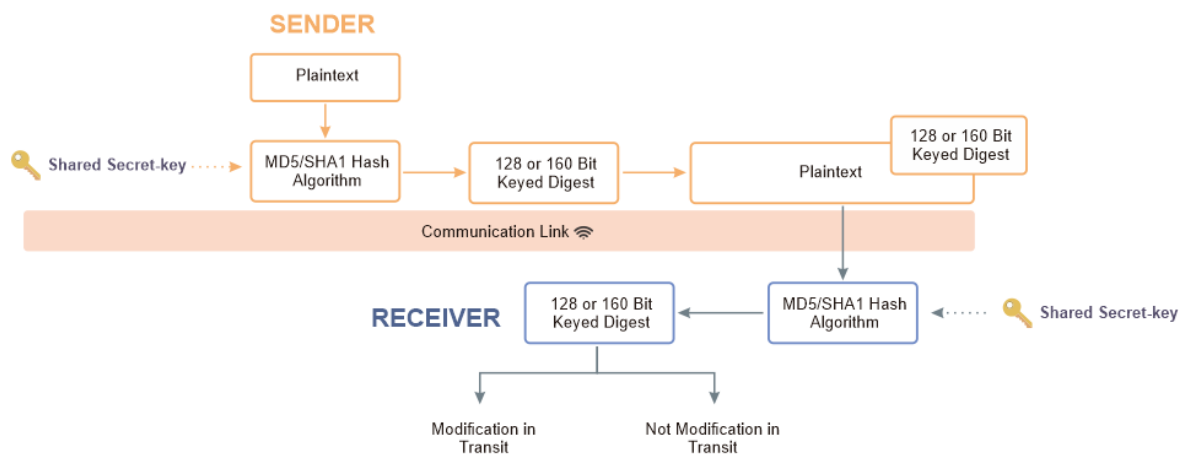 SENDER
Plaintext
Shared Secret-key
MD5/SHA1 Hash
Algorithm
128 or 160 Bit
Keyed Digest
Plaintext
128 or 160 Bit
Keyed Digest
Communication Link
RECEIVER
128 or 160 Bit
Keyed Digest
MD5/SHA1 Hash
Algorithm
Shared Secret-key
Modification in
Transit
Not Modification in
Transit